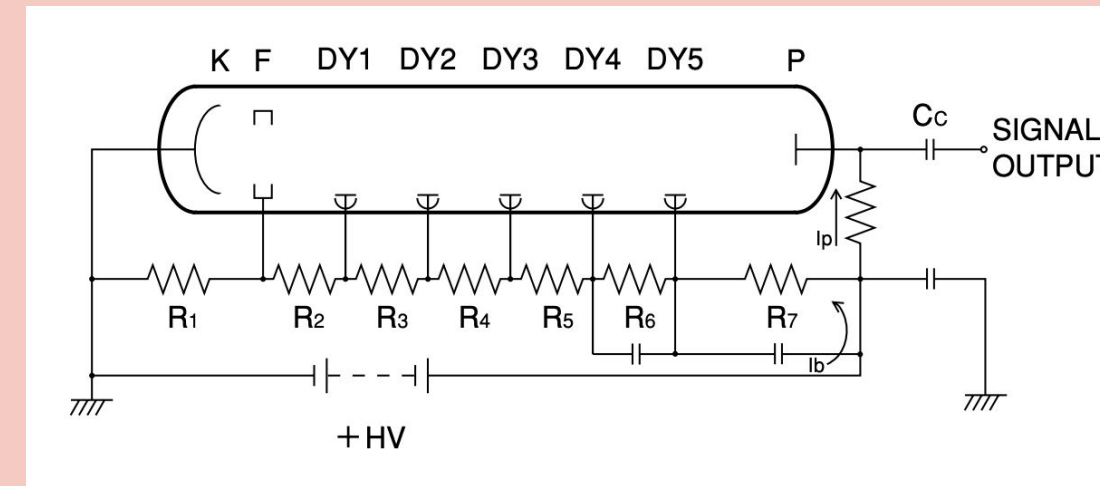 K F DY1 DY2 DY3 DY4 DY5 P
Cc
SIGNAL
OUTPUT
Ip
R1 R2 R3 R4 R5 R6 R7
Ib
+HV